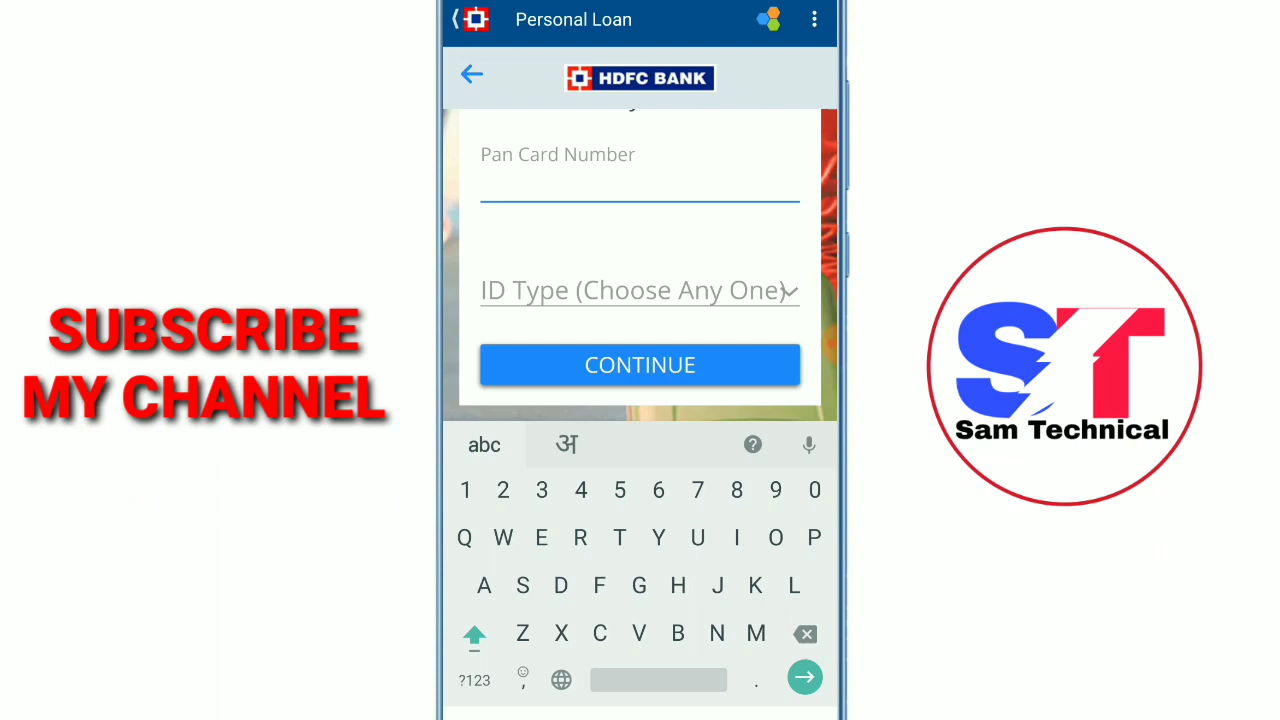 Personal Loan
HDFC BANK
Pan Card Number
ID Type (Choose Any One)
CONTINUE
SUBSCRIBE
MY CHANNEL
ST
Sam Technical
abc अ ?
1 2 3 4 5 6 7 8 9 0
Q W E R T Y U I O P
A S D F G H J K L
Z X C V B N M
?123 , .